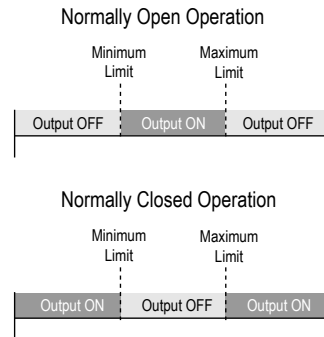 Normally Open Operation
Minimum Limit
Maximum Limit
Output OFF
Output ON
Output OFF
Normally Closed Operation
Minimum Limit
Maximum Limit
Output ON
Output OFF
Output ON